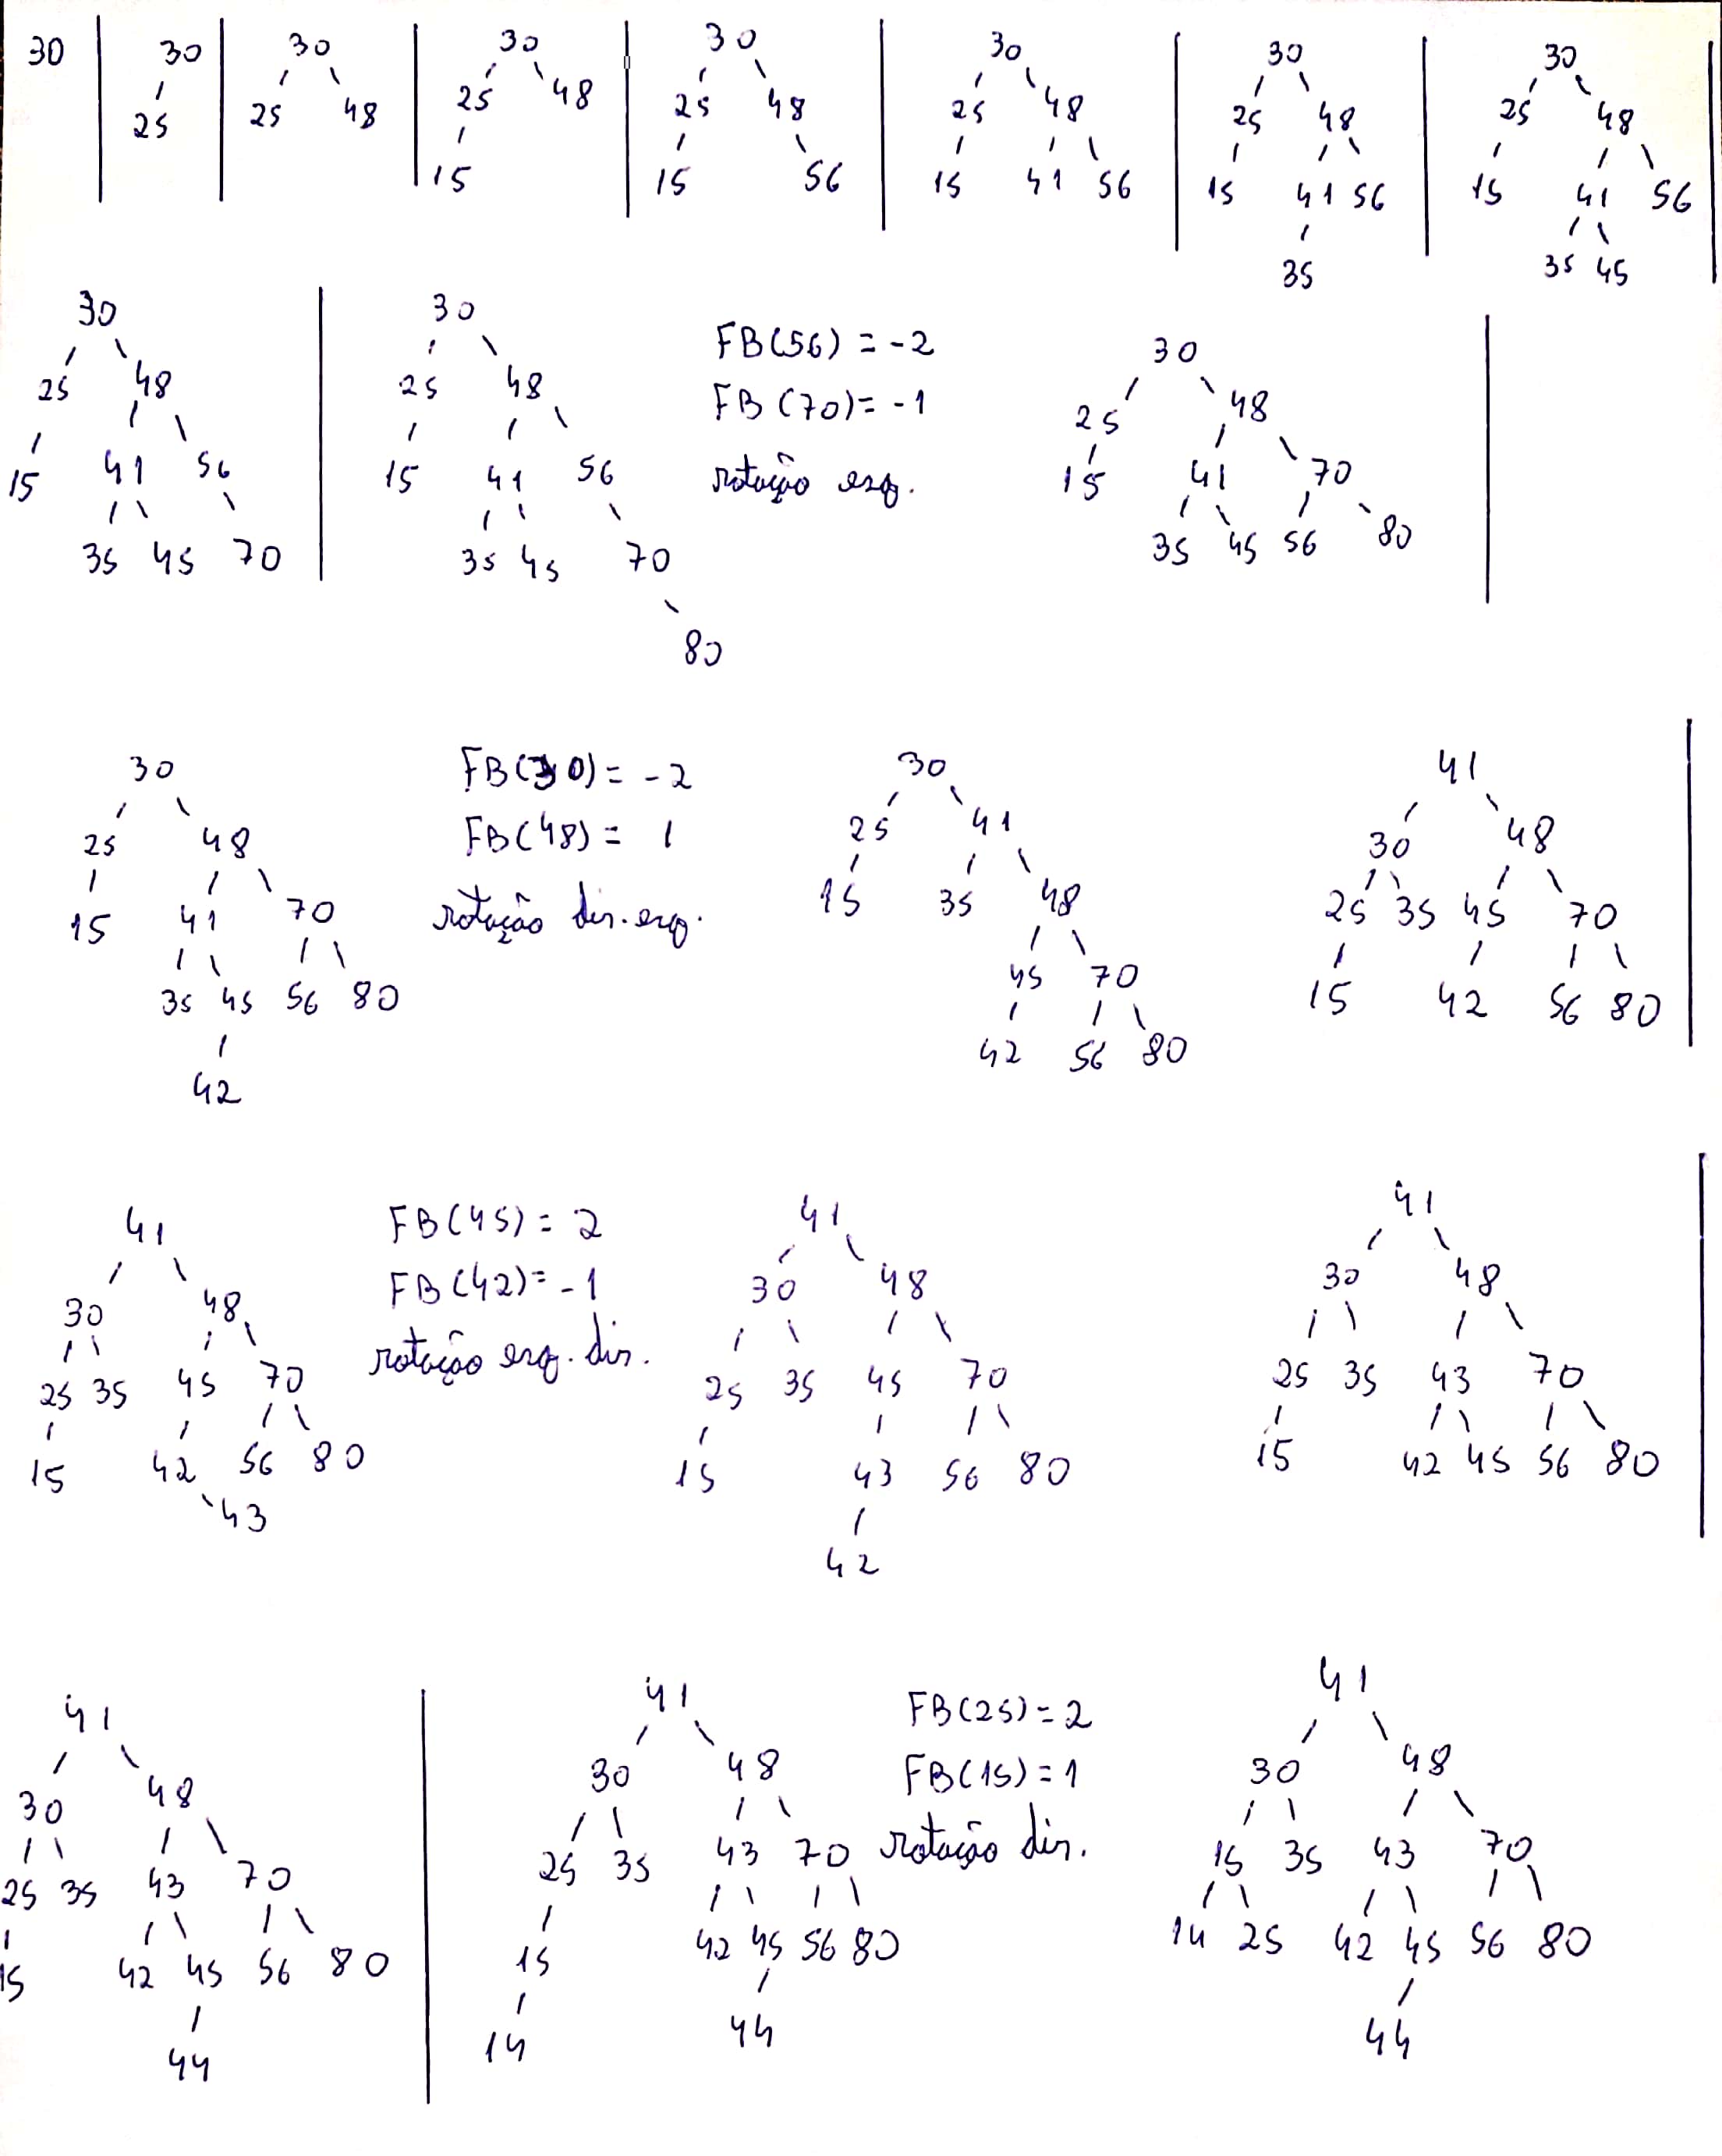 30 30 30 30 30 30 30 30
25 25 48 25 48 25 48 25 48 25 48 25 48
15 15 56 15 41 56 15 41 56 15 41 56
35 35 45
30 30 FB(56) = -2 30
25 48 25 48 FB(70) = -1 25 48
15 41 56 15 41 56 rotação esq. 15 41 70
35 45 70 35 45 70 35 45 56 80
80
30 FB(30) = -2 30 41
25 48 FB(48) = 1 25 41 30 48
15 41 70 rotação dir. esq. 15 35 48 25 35 45 70
35 45 56 80 45 70 15 42 56 80
42 42 56 80
41 FB(45) = 2 41 41
30 48 FB(42) = -1 30 48 30 48
25 35 45 70 rotação esq. dir. 25 35 45 70 25 35 43 70
15 42 56 80 15 43 56 80 15 42 45 56 80
43 42
41 41 FB(25) = 2 41
30 48 30 48 FB(15) = 1 30 48
25 35 43 70 25 35 43 70 rotação dir. 15 35 43 70
15 42 45 56 80 15 42 45 56 80 14 25 42 45 56 80
44 14 44 44